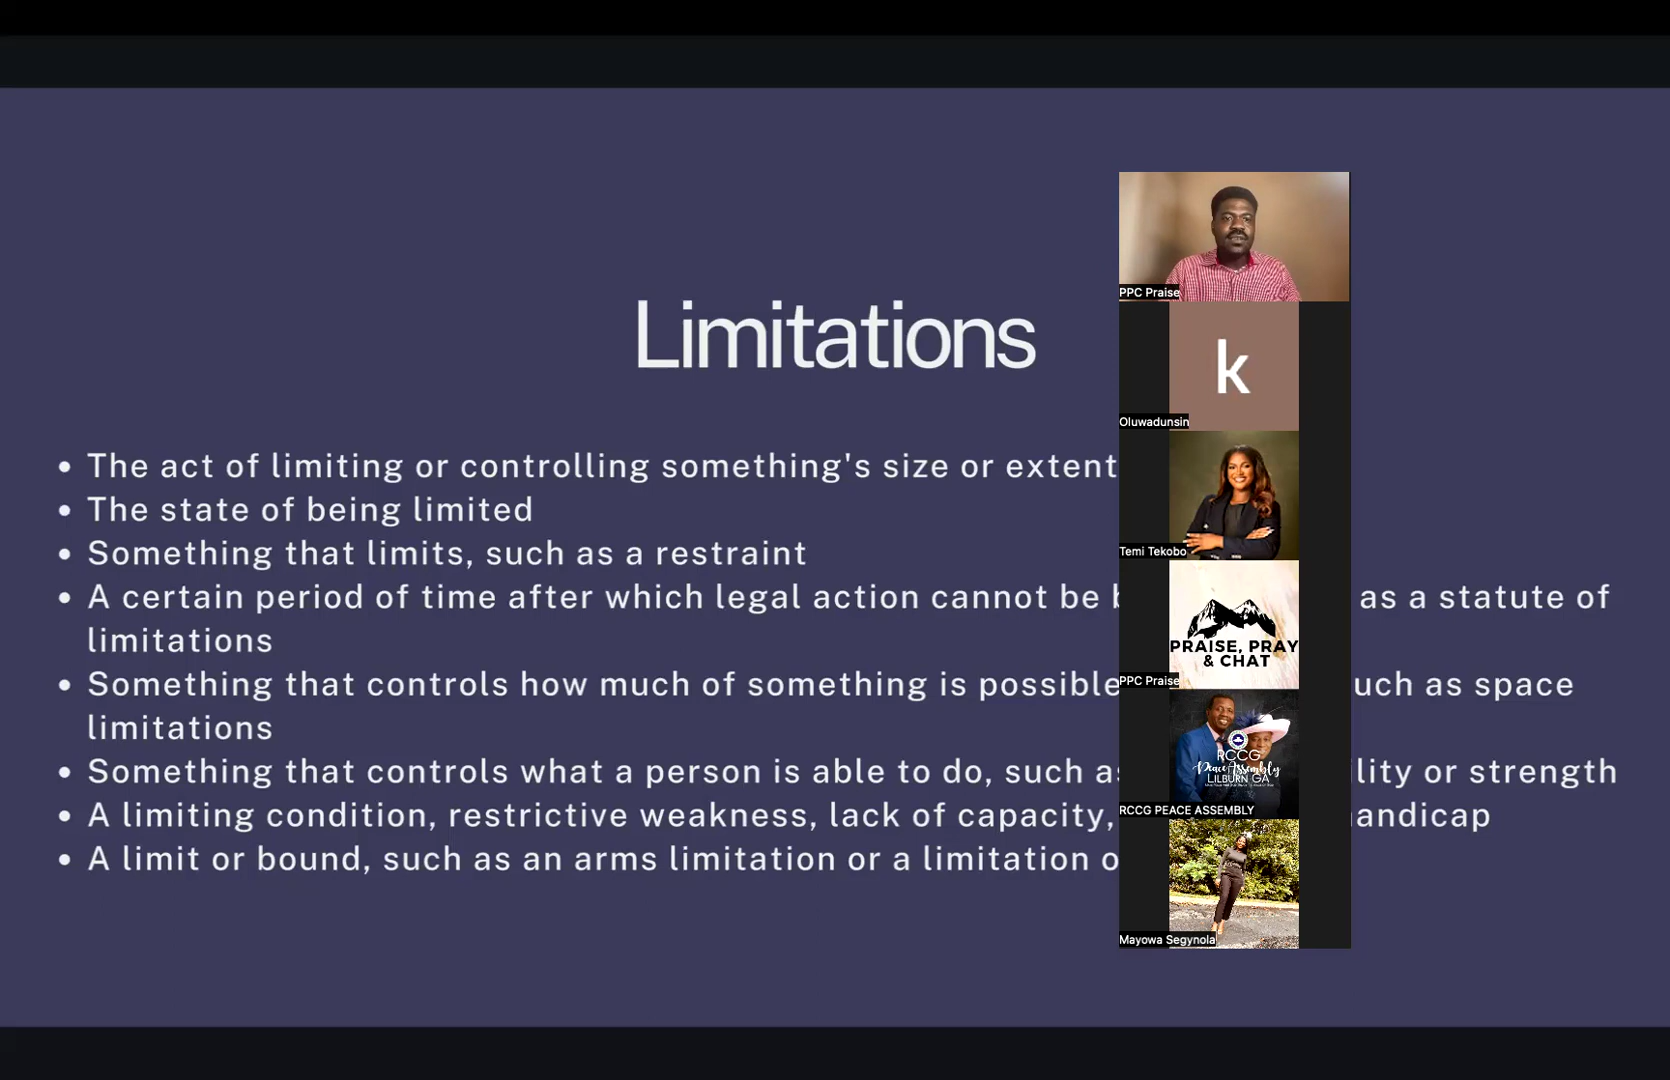 Limitations
• The act of limiting or controlling something's size or extent
• The state of being limited
• Something that limits, such as a restraint
• A certain period of time after which legal action cannot be as a statute of
limitations
• Something that controls how much of something is possible such as space
limitations
• Something that controls what a person is able to do, such or strength
• A limiting condition, restrictive weakness, lack of capacity, handicap
• A limit or bound, such as an arms limitation or a limitation
PPC Praise
k
Oluwadunsin
Temi Tekobo
PRAISE, PRAY
& CHAT
PPC Praise
RCCG
Peace Assembly
LILBURN GA
RCCG PEACE ASSEMBLY
Mayowa Segynola